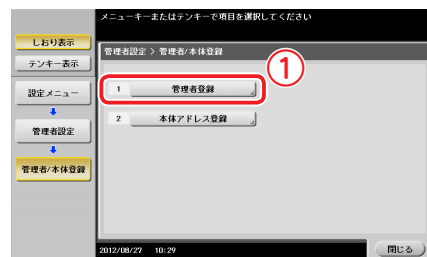 メニューキーまたはテンキーで項目を選択してください
しおり表示
テンキー表示
設定メニュー
管理者設定
管理者/本体登録
管理者設定 > 管理者/本体登録
①
1 管理者登録
2 本体アドレス登録
2012/08/27 10:29
閉じる